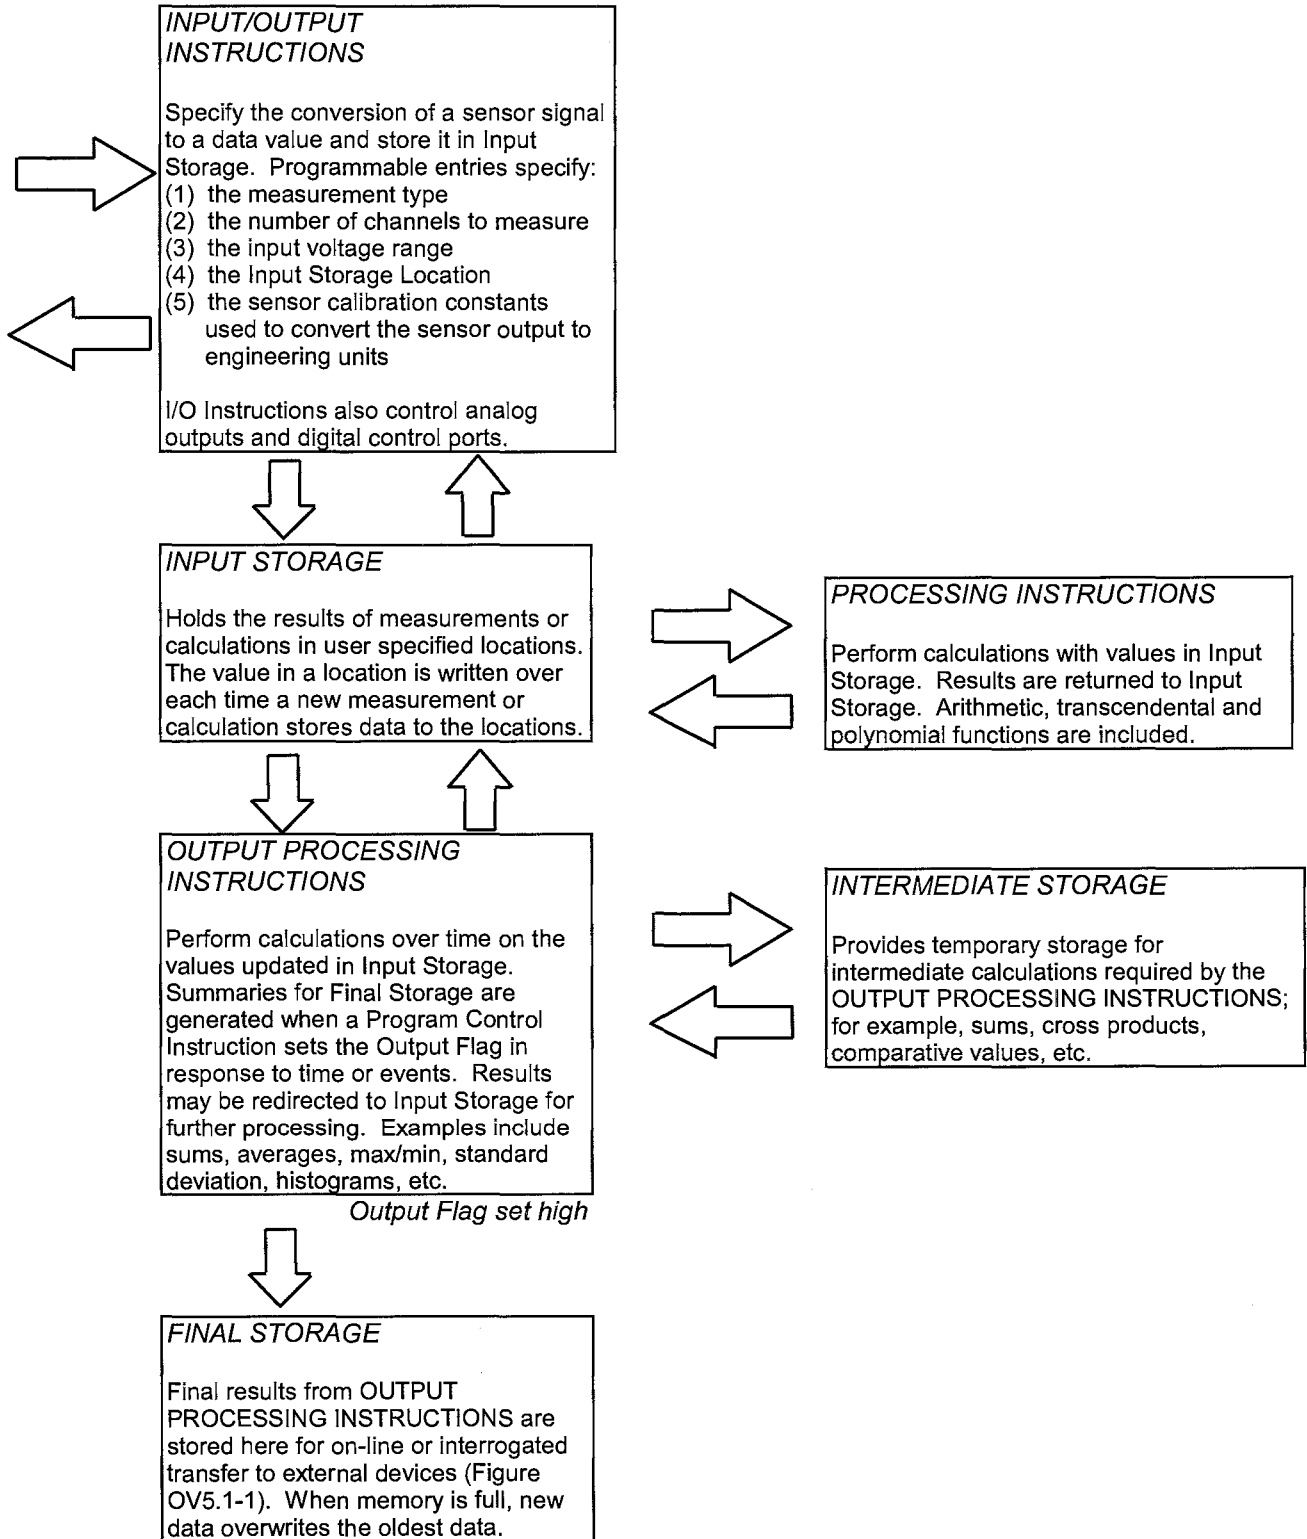 INPUT/OUTPUT
INSTRUCTIONS
Specify the conversion of a sensor signal
to a data value and store it in Input
Storage. Programmable entries specify:
(1) the measurement type
(2) the number of channels to measure
(3) the input voltage range
(4) the Input Storage Location
(5) the sensor calibration constants
used to convert the sensor output to
engineering units
I/O Instructions also control analog
outputs and digital control ports.
INPUT STORAGE
Holds the results of measurements or
calculations in user specified locations.
The value in a location is written over
each time a new measurement or
calculation stores data to the locations.
PROCESSING INSTRUCTIONS
Perform calculations with values in Input
Storage. Results are returned to Input
Storage. Arithmetic, transcendental and
polynomial functions are included.
OUTPUT PROCESSING
INSTRUCTIONS
Perform calculations over time on the
values updated in Input Storage.
Summaries for Final Storage are
generated when a Program Control
Instruction sets the Output Flag in
response to time or events. Results
may be redirected to Input Storage for
further processing. Examples include
sums, averages, max/min, standard
deviation, histograms, etc.
INTERMEDIATE STORAGE
Provides temporary storage for
intermediate calculations required by the
OUTPUT PROCESSING INSTRUCTIONS;
for example, sums, cross products,
comparative values, etc.
Output Flag set high
FINAL STORAGE
Final results from OUTPUT
PROCESSING INSTRUCTIONS are
stored here for on-line or interrogated
transfer to external devices (Figure
OV5.1-1). When memory is full, new
data overwrites the oldest data.